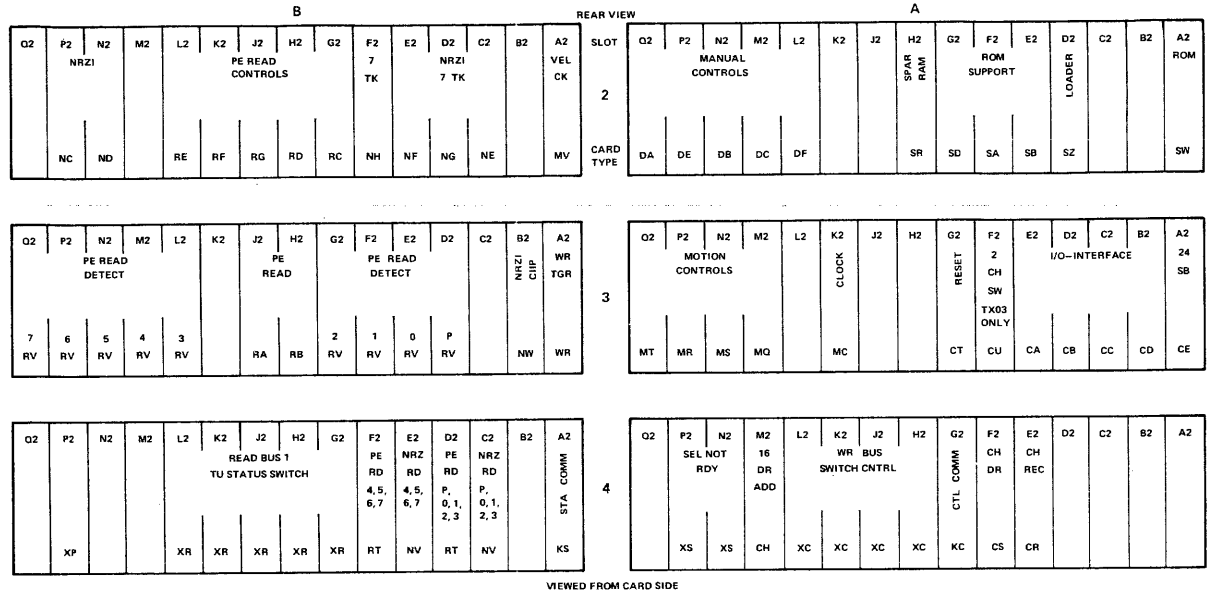 B
REAR VIEW
A
Q2 P2 N2 M2 L2 K2 J2 H2 G2 F2 E2 D2 C2 B2 A2 SLOT Q2 P2 N2 M2 L2 K2 J2 H2 G2 F2 E2 D2 C2 B2 A2
NRZI
PE READ
CONTROLS
7
TK
NRZI
7 TK
VEL
CK
2
MANUAL
CONTROLS
SPAR
RAM
ROM
SUPPORT
LOADER
ROM
NC ND RE RF RG RD RC NH NF NG NE MV CARD
TYPE
DA DE DB DC DF SR SD SA SB SZ SW
Q2 P2 N2 M2 L2 K2 J2 H2 G2 F2 E2 D2 C2 B2 A2
PE READ
DETECT
PE
READ
PE READ
DETECT
NRZI
CIIP
WR
TGR
7 6 5 4 3 2 1 0 P
RV RV RV RV RV RA RB RV RV RV RV NW WR
3
Q2 P2 N2 M2 L2 K2 J2 H2 G2 F2 E2 D2 C2 B2 A2
MOTION
CONTROLS
CLOCK
RESET
2
CH
SW
TX03
ONLY
I/O-INTERFACE
24
SB
MT MR MS MQ MC CT CU CA CB CC CD CE
Q2 P2 N2 M2 L2 K2 J2 H2 G2 F2 E2 D2 C2 B2 A2
READ BUS 1
TU STATUS SWITCH
PE
RD
4,5,
6,7
NRZ
RD
4,5,
6,7
PE
RD
P,
0,1,
2,3
NRZ
RD
P,
0,1,
2,3
STA COMM
XP XR XR XR XR XR RT NV RT NV KS
4
Q2 P2 N2 M2 L2 K2 J2 H2 G2 F2 E2 D2 C2 B2 A2
SEL NOT
RDY
16
DR
ADD
WR BUS
SWITCH CNTRL
CTL COMM
CH
DR
CH
REC
XS XS CH XC XC XC XC KC CS CR
VIEWED FROM CARD SIDE